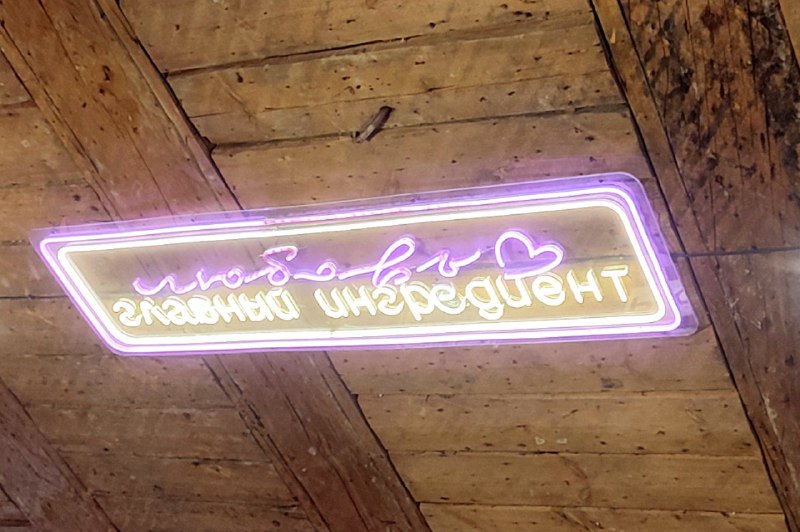 любовь
главный ингредиент